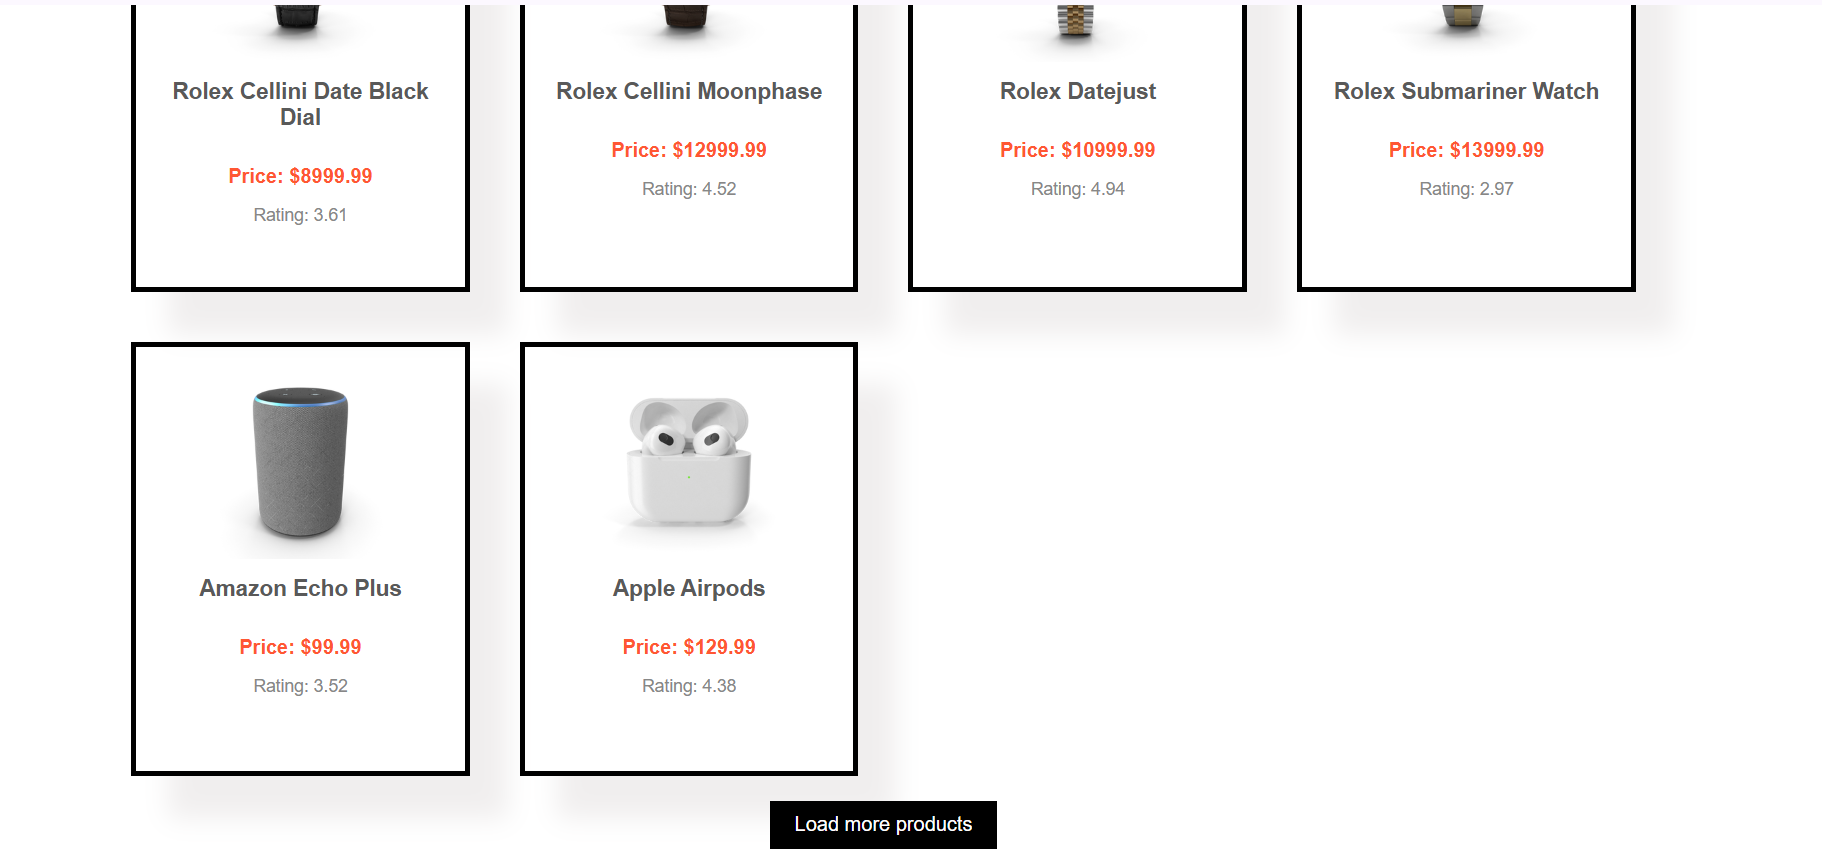 Rolex Cellini Date Black
Dial
Price: $8999.99
Rating: 3.61
Rolex Cellini Moonphase
Price: $12999.99
Rating: 4.52
Rolex Datejust
Price: $10999.99
Rating: 4.94
Rolex Submariner Watch
Price: $13999.99
Rating: 2.97
Amazon Echo Plus
Price: $99.99
Rating: 3.52
Apple Airpods
Price: $129.99
Rating: 4.38
Load more products